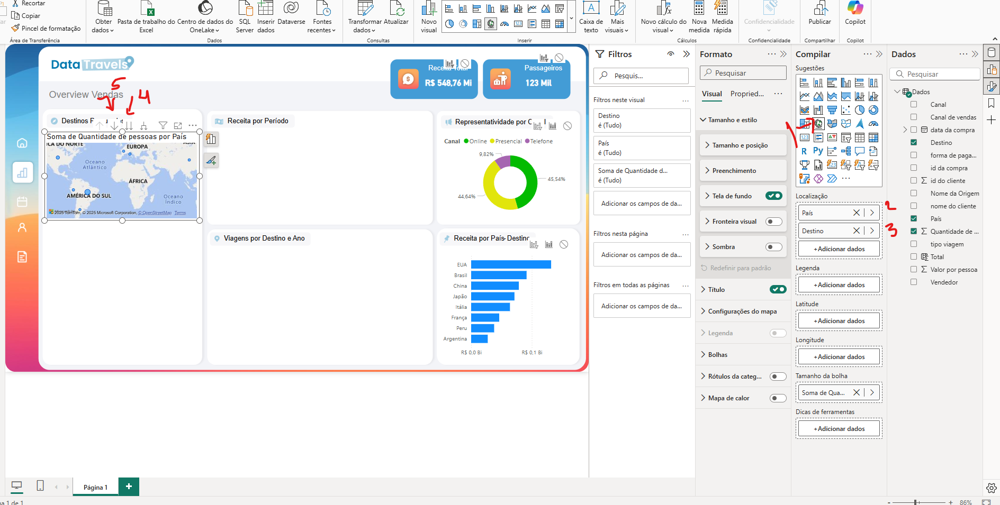 Recortar
Copiar
Pincel de formatação
Área de Transferência
Obter dados
Pasta de trabalho do Excel
Centro de dados do OneLake
SQL Server
Inserir dados
Dataverse
Fontes recentes
Dados
Transformar dados
Atualizar
Consultas
Novo visual
Caixa de texto
Mais visuais
Inserir
Novo cálculo do visual
Nova medida
Medida rápida
Cálculos
Confidencialidade
Confidencialidade
Publicar
Compartilhar
Copilot
Copilot
Data Travels
Receita Total
R$ 548,76 Mi
Passageiros
123 Mil
Overview Vendas
5
4
Destinos
Soma de Quantidade de pessoas por País
ICA DO NORTE
EUROPA
Oceano Atlântico
ÁFRICA
AMÉRICA DO SUL
Oceano Índico
© 2025 TomTom, © 2025 Microsoft Corporation, © OpenStreetMap Terms
Receita por Período
Representatividade por
Canal Online Presencial Telefone
9,82%
45,54%
44,64%
Viagens por Destino e Ano
Receita por País-Destino
EUA
Brasil
China
Japão
Itália
França
Peru
Argentina
R$ 0,0 Bi
R$ 0,1 Bi
Filtros
Pesquis...
Filtros neste visual
Destino
é (Tudo)
País
é (Tudo)
Soma de Quantidade d...
é (Tudo)
Adicionar os campos de da...
Filtros nesta página
Adicionar os campos de da...
Filtros em todas as páginas
Adicionar os campos de da...
Formato
Pesquisar
Visual
Propried...
Tamanho e estilo
Tamanho e posição
Preenchimento
Tela de fundo
Fronteira visual
Sombra
Redefinir para padrão
Título
Configurações do mapa
Legenda
Bolhas
Rótulos da categ...
Mapa de calor
Compilar
Sugestões
1
R
Py
Localização
País
2
Destino
3
+Adicionar dados
Legenda
+Adicionar dados
Latitude
+Adicionar dados
Longitude
+Adicionar dados
Tamanho da bolha
Soma de Qua...
Dicas de ferramentas
+Adicionar dados
Dados
Pesquisar
Dados
Canal
Canal de vendas
data da compra
Destino
forma de paga...
id da compra
id do cliente
Nome da Origem
nome do cliente
País
Quantidade de ...
tipo viagem
Total
Valor por pessoa
Vendedor
Página 1
na 1 de 1
86%